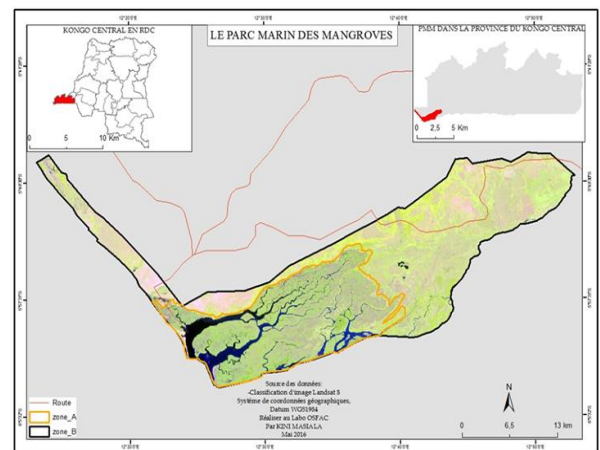 KONGO CENTRAL EN RDC
LE PARC MARIN DES MANGROVES
PMM DANS LA PROVINCE DU KONGO CENTRAL
0 5 10 Km
0 2,5 5 Km
Source des données:
-Classification d'image Landsat 8
Système de coordonnées géographiques,
Datum WGS1984
Réaliser au Labo OSFAC
Par KINI MASIALA
Mai 2016
Route
zone_A
zone_B
N
0 6,5 13 km